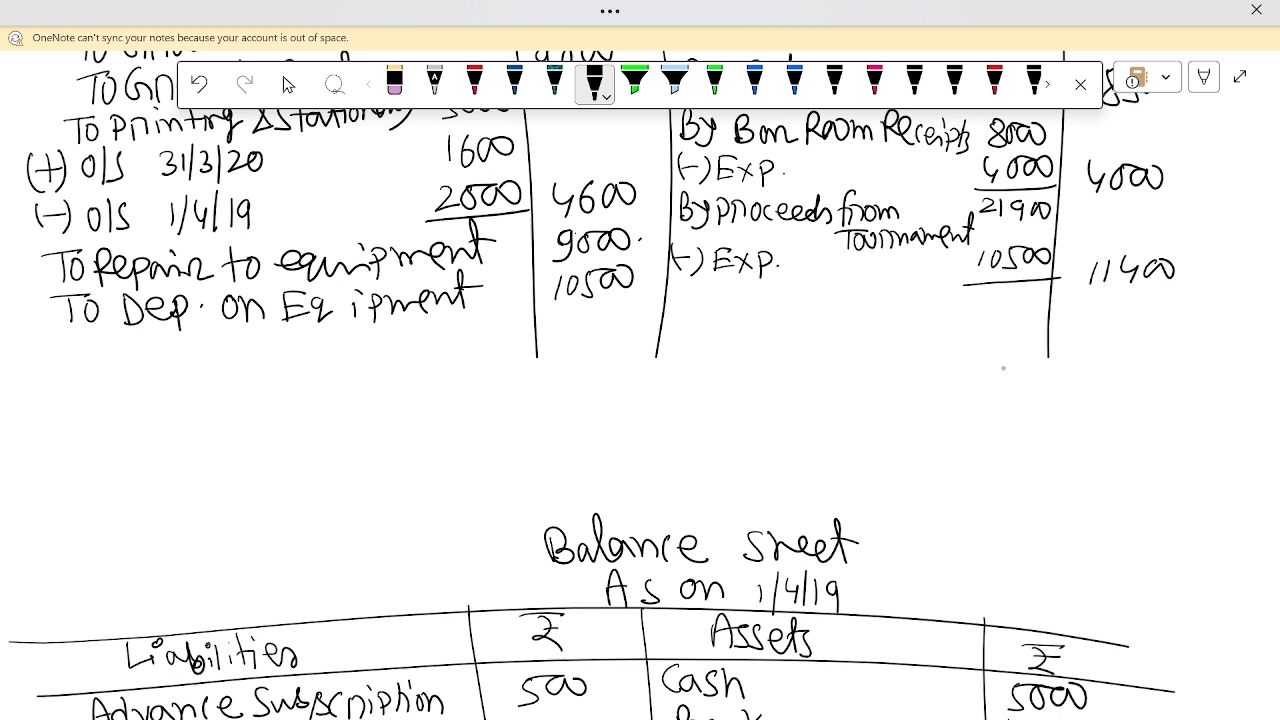 OneNote can't sync your notes because your account is out of space.
To Printing & Stationery
(+) O/S 31/3/20 1600
(-) O/S 1/4/19 2000 4600
To Repair to equipment 9000
To Dep. on Equipment 10500
By Bar Room Receipts 8000
(-) Exp. 4000 4000
By proceeds from Tournament 21900
(-) Exp. 10500 11400
Balance sheet
As on 1/4/19
Liabilities ₹ Assets ₹
Advance Subscription 500 Cash 5000